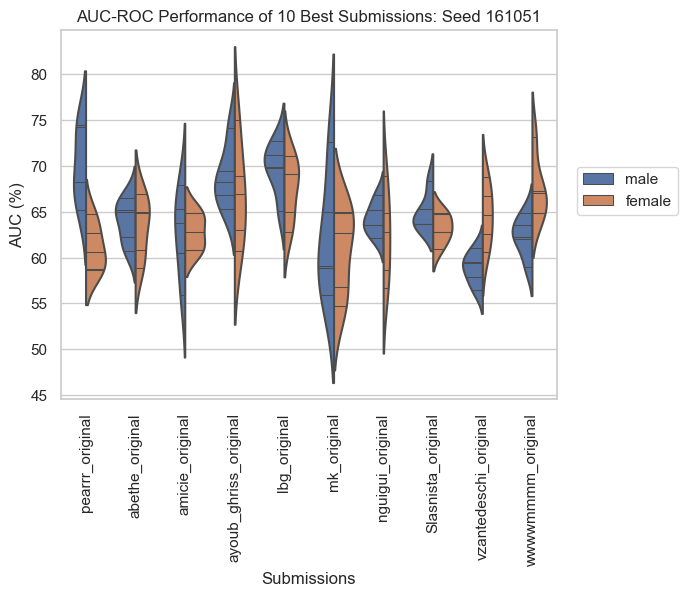 AUC-ROC Performance of 10 Best Submissions: Seed 161051
80
75
70
65
60
55
50
45
AUC (%)
male
female
pearrr_original
abethe_original
amicie_original
ayoub_ghriss_original
lbg_original
mk_original
nguigui_original
Slasnista_original
vzantedeschi_original
wwwwmmmm_original
Submissions